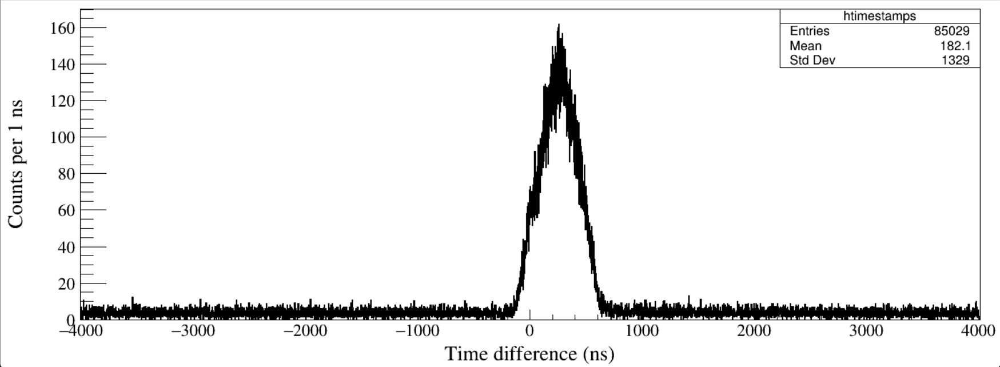 htimestamps
Entries 85029
Mean 182.1
Std Dev 1329
160
140
120
100
80
60
40
20
0
Counts per 1 ns
−4000 −3000 −2000 −1000 0 1000 2000 3000 4000
Time difference (ns)